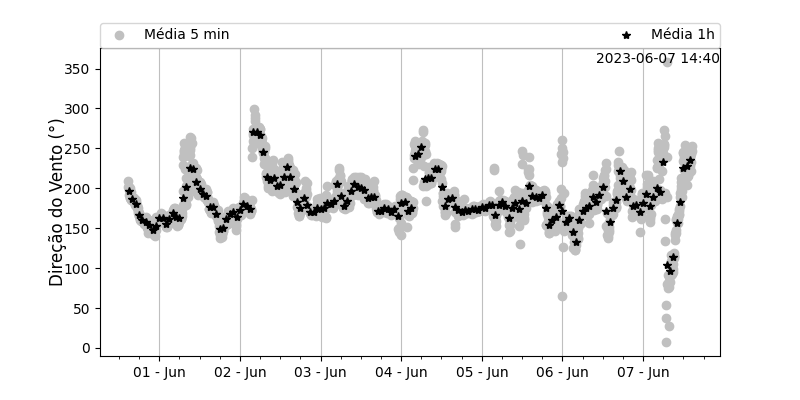 Média 5 min
Média 1h
2023-06-07 14:40
Direção do Vento (°)
350
300
250
200
150
100
50
0
01 - Jun
02 - Jun
03 - Jun
04 - Jun
05 - Jun
06 - Jun
07 - Jun